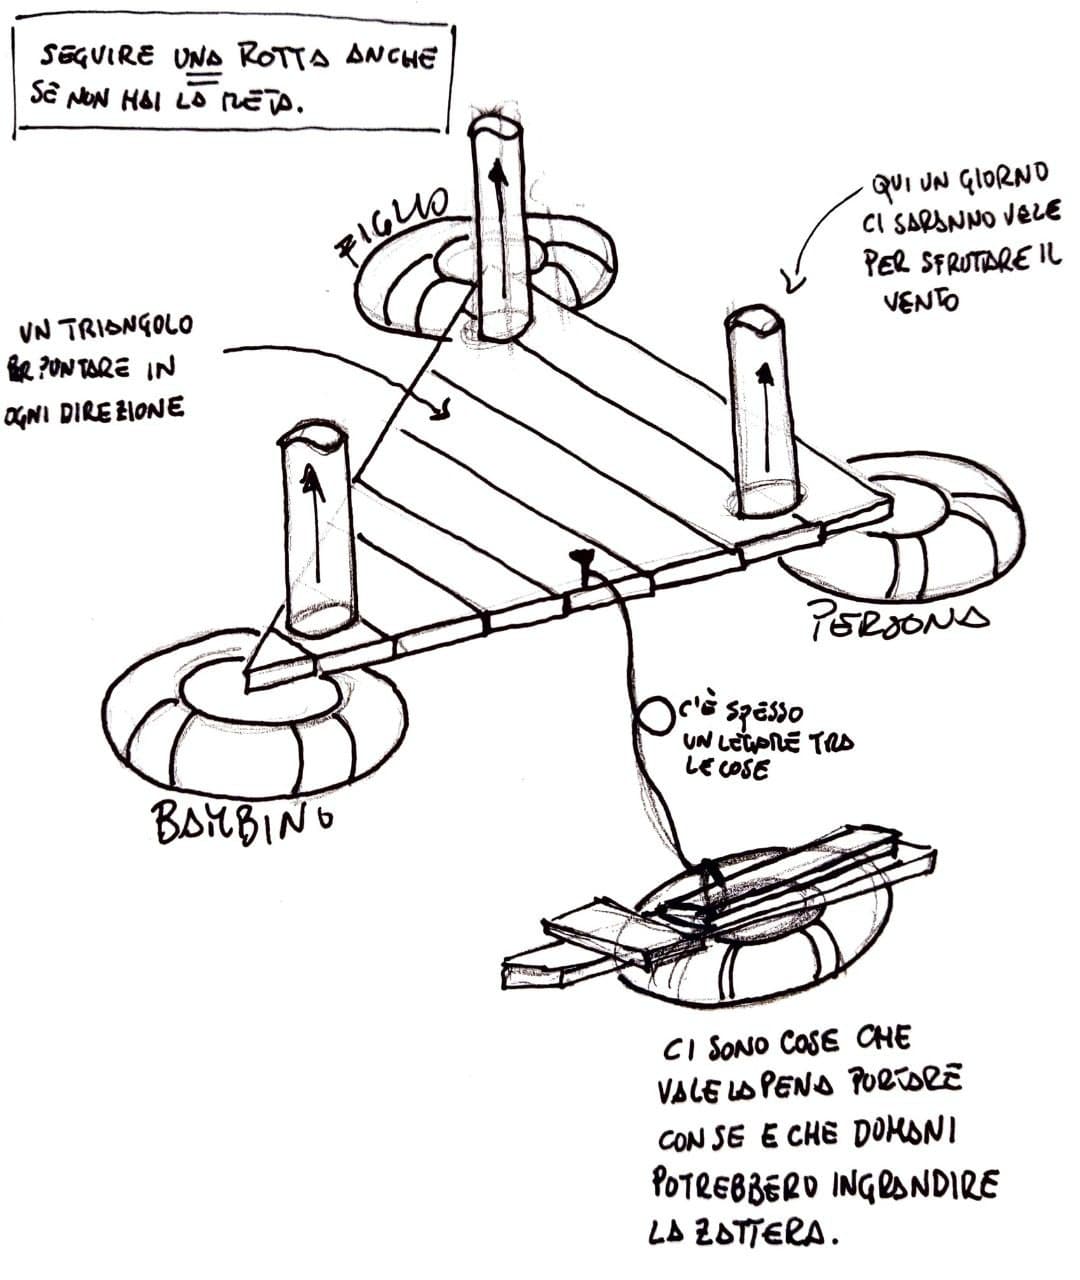 SEGUIRE UNA ROTTA ANCHE
SE NON HAI LA META.
FIGLIO
QUI UN GIORNO
CI SARANNO VELE
PER SFRUTARE IL
VENTO
UN TRIANGOLO
PER PUNTARE IN
OGNI DIREZIONE
PERSONA
C'È SPESSO
UN LEGAME TRA
LE COSE
BAMBINO
CI SONO COSE CHE
VALE LA PENA PORTARE
CON SE E CHE DOMANI
POTREBBERO INGRANDIRE
LA ZATTERA.